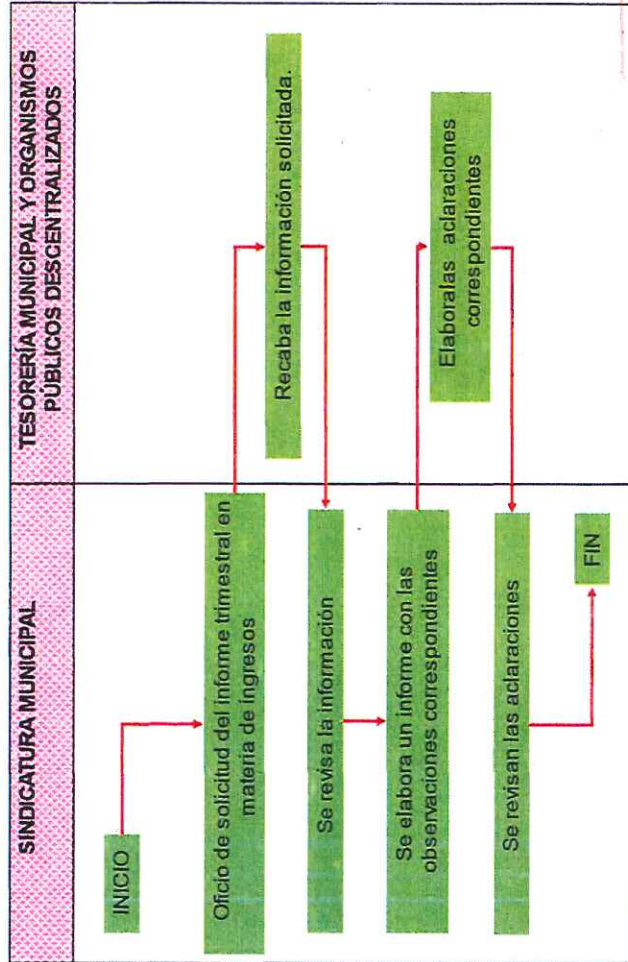 SINDICATURA MUNICIPAL
TESORERÍA MUNICIPAL Y ORGANISMOS
PÚBLICOS DESCENTRALIZADOS
INICIO
Oficio de solicitud del informe trimestral en
materia de ingresos
Recaba la información solicitada.
Se revisa la información
Se elabora un informe con las
observaciones correspondientes
Elaboralas aclaraciones
correspondientes
Se revisan las aclaraciones
FIN